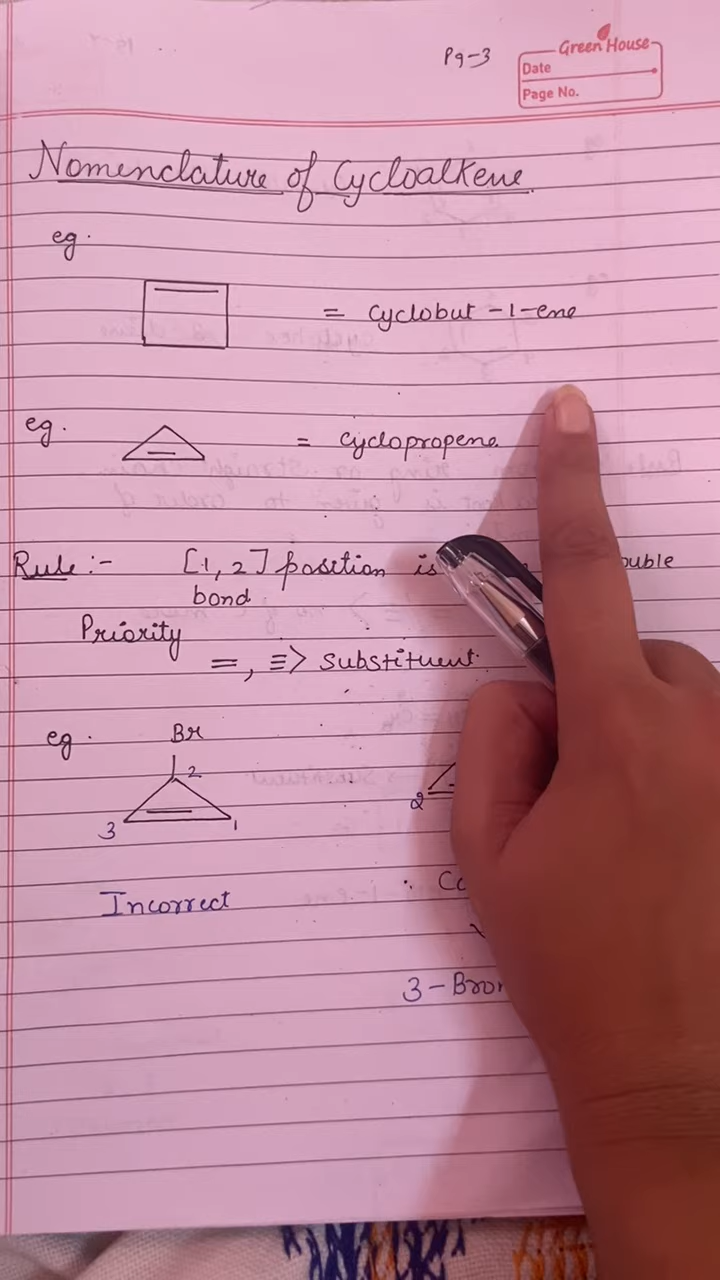 Pg-3
Green House
Date
Page No.
Nomenclature of Cycloalkene
eg.
= cyclobut-1-ene
eg.
= cyclopropene
Rule:- [1, 2] position is
bond
Priority
=, ≡> substituent.
eg.
Br
2
3
1
2
Incorrect
3-